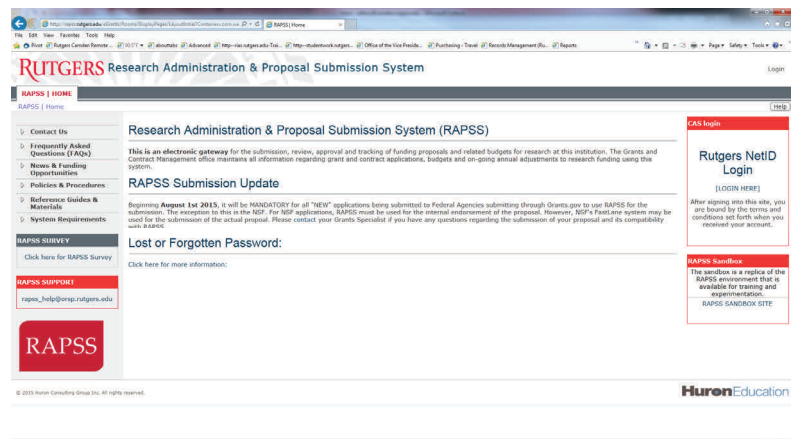 File Edit View Favorites Tools Help
RAPSS | Home
Page Safety Tools
RUTGERS Research Administration & Proposal Submission System
Login
RAPSS | HOME
RAPSS | Home
Help
Contact Us
Frequently Asked
Questions (FAQs)
News & Funding
Opportunities
Policies & Procedures
Reference Guides &
Materials
System Requirements
RAPSS SURVEY
Click here for RAPSS Survey
RAPSS SUPPORT
rapss_help@orsp.rutgers.edu
RAPSS
Research Administration & Proposal Submission System (RAPSS)
This is an electronic gateway for the submission, review, approval and tracking of funding proposals and related budgets for research at this institution. The Grants and
Contract Management office maintains all information regarding grant and contract applications, budgets and on-going annual adjustments to research funding using this
system.
RAPSS Submission Update
Beginning August 1st 2015, it will be MANDATORY for all "NEW" applications being submitted to Federal Agencies submitting through Grants.gov to use RAPSS for the
submission. The exception to this is the NSF. For NSF applications, RAPSS must be used for the internal endorsement of the proposal. However, NSF's FastLane system may be
used for the submission of the actual proposal. Please contact your Grants Specialist if you have any questions regarding the submission of your proposal and its compatibility
with RAPSS
Lost or Forgotten Password:
Click here for more information:
CAS login
Rutgers NetID
Login
[LOGIN HERE]
After signing into this site, you
are bound by the terms and
conditions set forth when you
received your account.
RAPSS Sandbox
The sandbox is a replica of the
RAPSS environment that is
available for training and
experimentation.
RAPSS SANDBOX SITE
© 2015 Huron Consulting Group Inc. All rights reserved.
HuronEducation